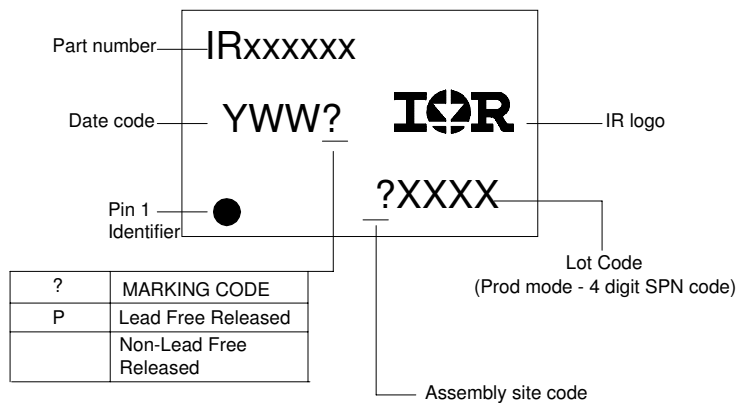 Part number
IRxxxxxx
Date code
YWW?
IOR
IR logo
Pin 1
Identifier
?XXXX
Lot Code
(Prod mode - 4 digit SPN code)
? MARKING CODE
P Lead Free Released
Non-Lead Free
Released
Assembly site code